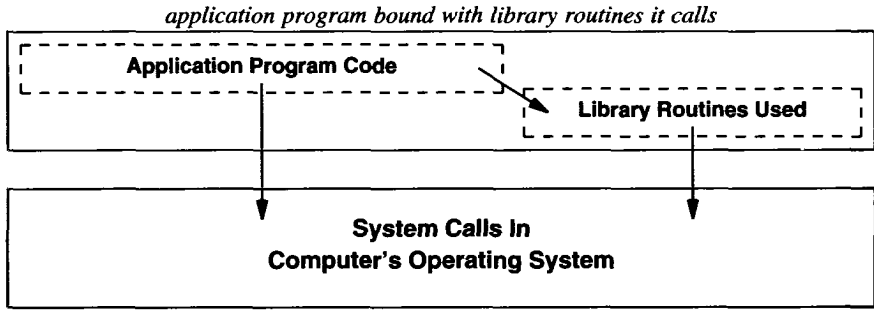 application program bound with library routines it calls
Application Program Code
Library Routines Used
System Calls In
Computer's Operating System